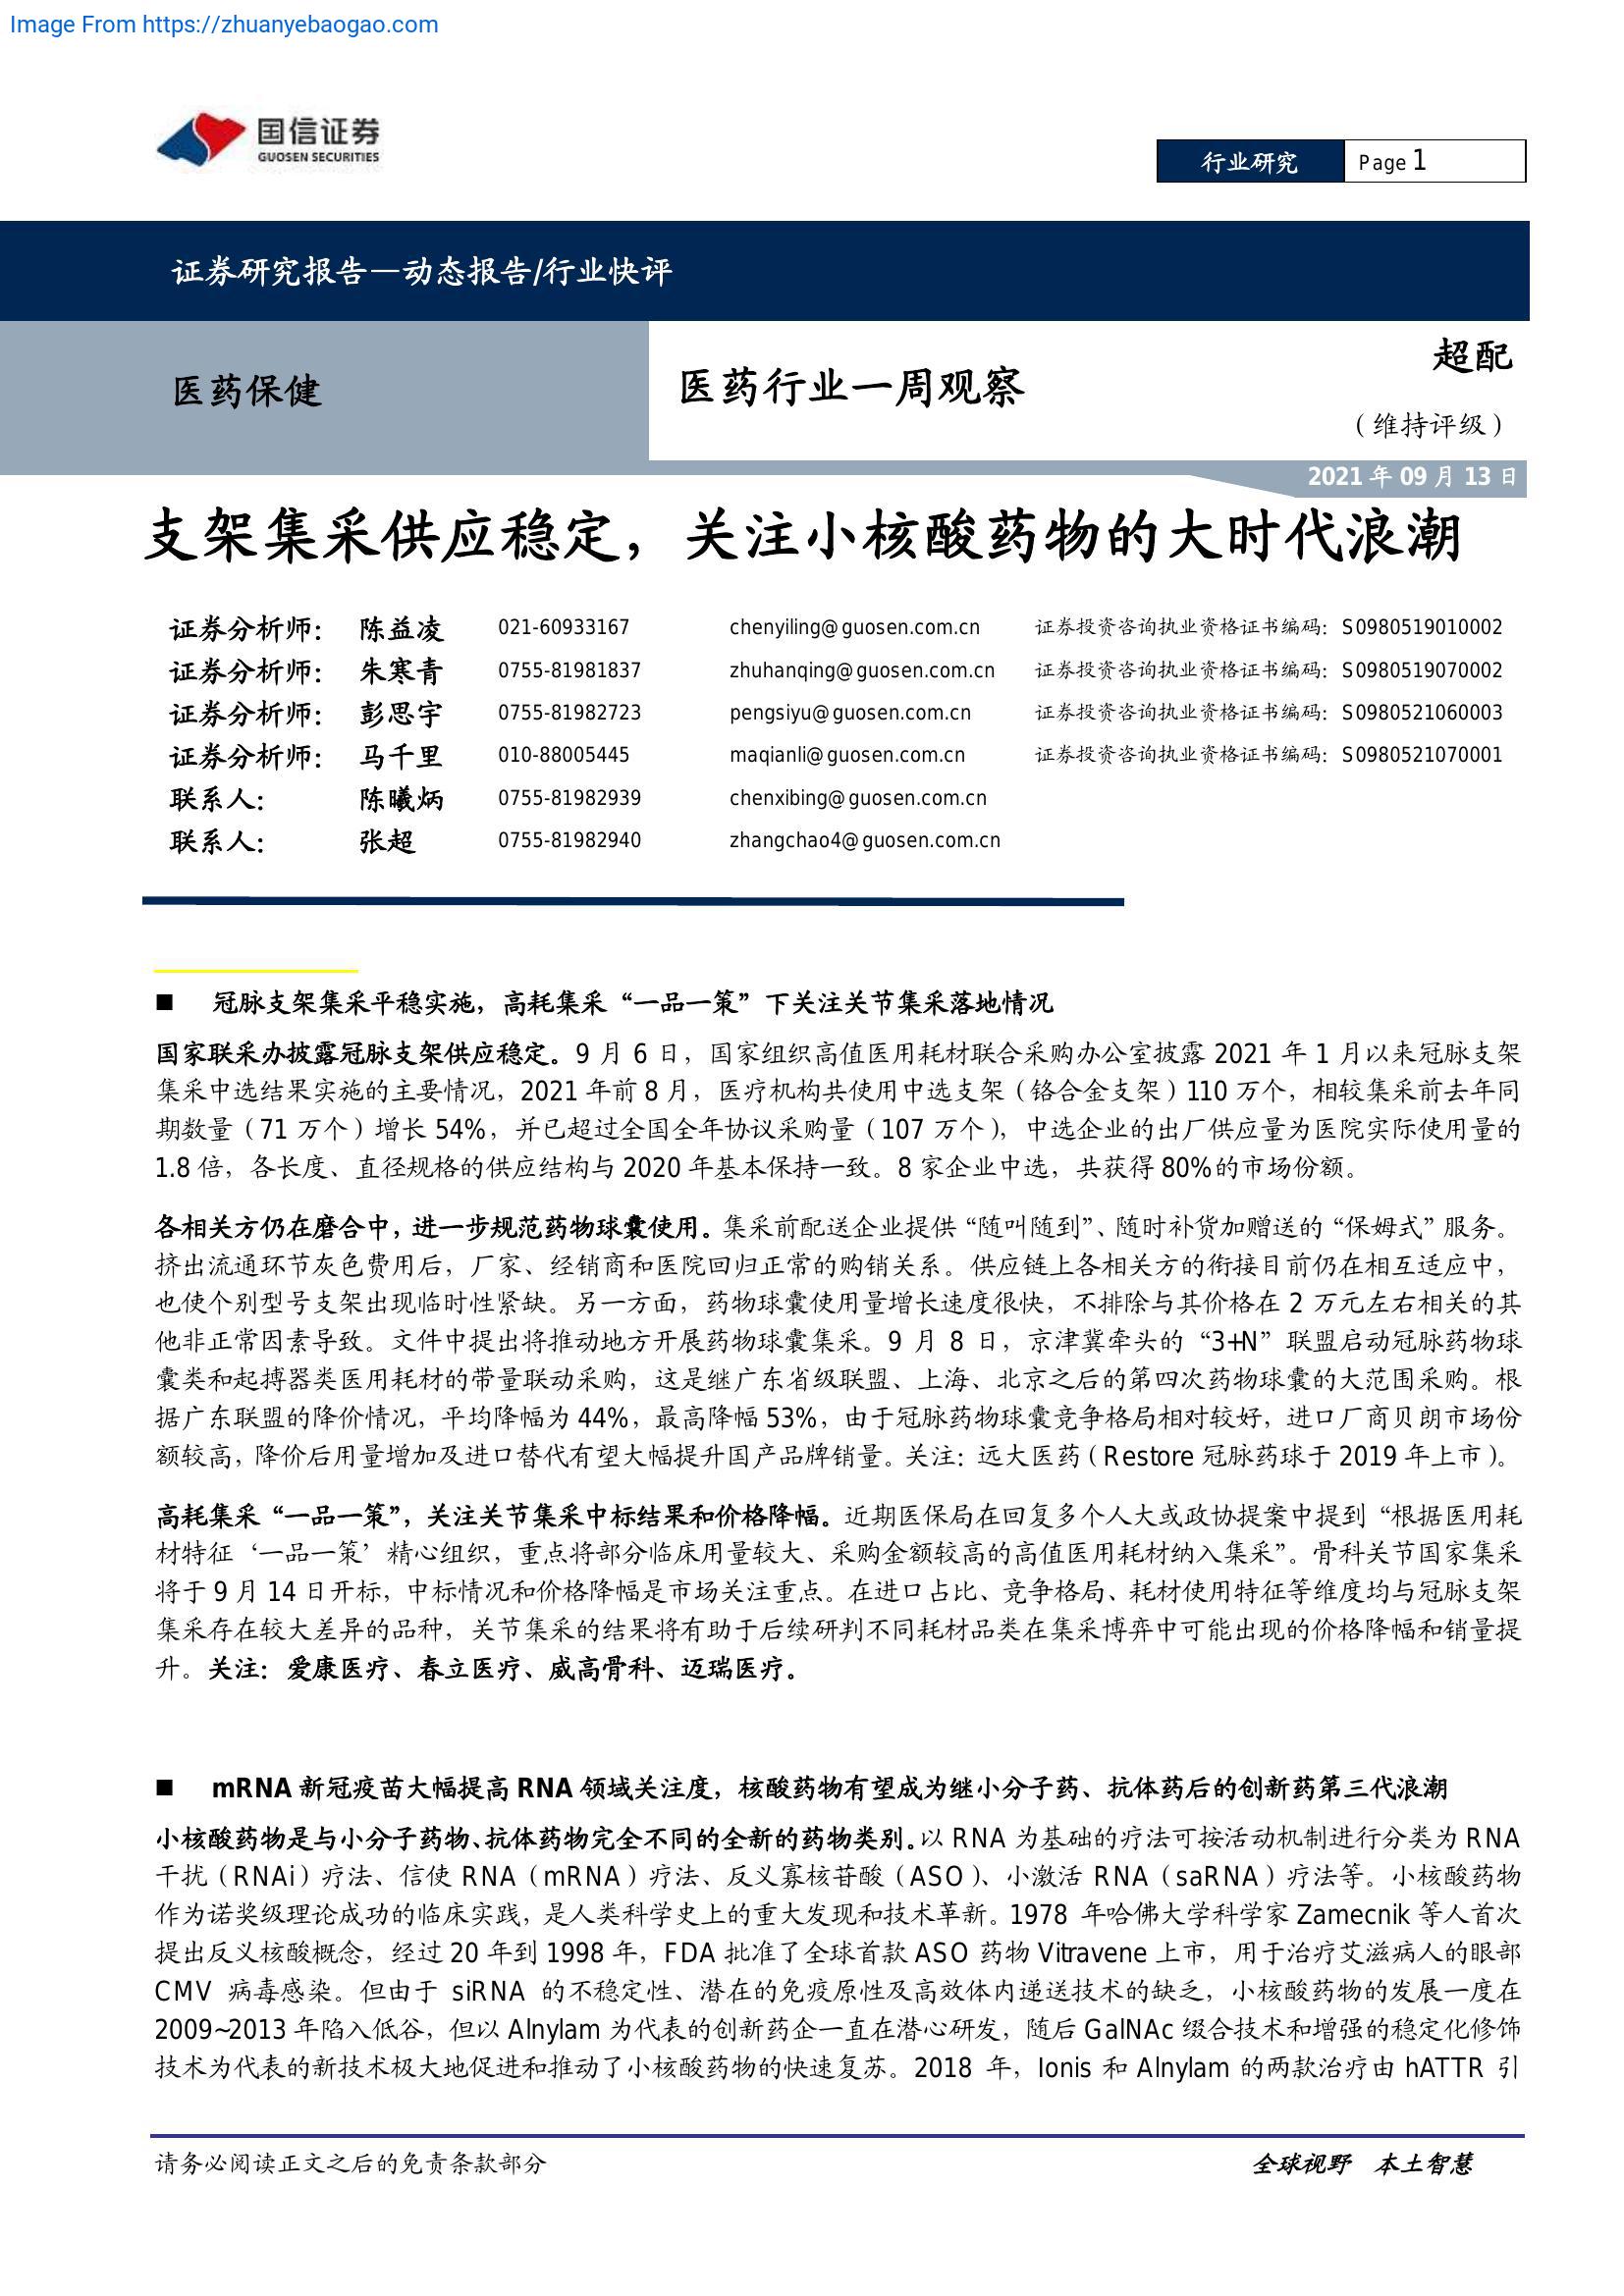 Image From https://zhuanyebaogao.com
国信证券
GUOSEN SECURITIES
行业研究
Page 1
证券研究报告—动态报告/行业快评
医药保健
医药行业一周观察
超配
（维持评级）
2021 年 09 月 13 日
支架集采供应稳定，关注小核酸药物的大时代浪潮
证券分析师： 陈益凌 021-60933167 chenyiling@guosen.com.cn 证券投资咨询执业资格证书编码：S0980519010002
证券分析师： 朱寒青 0755-81981837 zhuhanqing@guosen.com.cn 证券投资咨询执业资格证书编码：S0980519070002
证券分析师： 彭思宇 0755-81982723 pengsiyu@guosen.com.cn 证券投资咨询执业资格证书编码：S0980521060003
证券分析师： 马千里 010-88005445 maqianli@guosen.com.cn 证券投资咨询执业资格证书编码：S0980521070001
联系人： 陈曦炳 0755-81982939 chenxibing@guosen.com.cn
联系人： 张超 0755-81982940 zhangchao4@guosen.com.cn
■ 冠脉支架集采平稳实施，高耗集采“一品一策”下关注关节集采落地情况
国家联采办披露冠脉支架供应稳定。9 月 6 日，国家组织高值医用耗材联合采购办公室披露 2021 年 1 月以来冠脉支架
集采中选结果实施的主要情况，2021 年前 8 月，医疗机构共使用中选支架（铬合金支架）110 万个，相较集采前去年同
期数量（71 万个）增长 54%，并已超过全国全年协议采购量（107 万个），中选企业的出厂供应量为医院实际使用量的
1.8 倍，各长度、直径规格的供应结构与 2020 年基本保持一致。8 家企业中选，共获得 80%的市场份额。
各相关方仍在磨合中，进一步规范药物球囊使用。集采前配送企业提供“随叫随到”、随时补货加赠送的“保姆式”服务。
挤出流通环节灰色费用后，厂家、经销商和医院回归正常的购销关系。供应链上各相关方的衔接目前仍在相互适应中，
也使个别型号支架出现临时性紧缺。另一方面，药物球囊使用量增长速度很快，不排除与其价格在 2 万元左右相关的其
他非正常因素导致。文件中提出将推动地方开展药物球囊集采。9 月 8 日，京津冀牵头的“3+N”联盟启动冠脉药物球
囊类和起搏器类医用耗材的带量联动采购，这是继广东省级联盟、上海、北京之后的第四次药物球囊的大范围采购。根
据广东联盟的降价情况，平均降幅为 44%，最高降幅 53%，由于冠脉药物球囊竞争格局相对较好，进口厂商贝朗市场份
额较高，降价后用量增加及进口替代有望大幅提升国产品牌销量。关注：远大医药（Restore 冠脉药球于 2019 年上市）。
高耗集采“一品一策”，关注关节集采中标结果和价格降幅。近期医保局在回复多个人大或政协提案中提到“根据医用耗
材特征‘一品一策’精心组织，重点将部分临床用量较大、采购金额较高的高值医用耗材纳入集采”。骨科关节国家集采
将于 9 月 14 日开标，中标情况和价格降幅是市场关注重点。在进口占比、竞争格局、耗材使用特征等维度均与冠脉支架
集采存在较大差异的品种，关节集采的结果将有助于后续研判不同耗材品类在集采博弈中可能出现的价格降幅和销量提
升。关注：爱康医疗、春立医疗、威高骨科、迈瑞医疗。
■ mRNA 新冠疫苗大幅提高 RNA 领域关注度，核酸药物有望成为继小分子药、抗体药后的创新药第三代浪潮
小核酸药物是与小分子药物、抗体药物完全不同的全新的药物类别。以 RNA 为基础的疗法可按活动机制进行分类为 RNA
干扰（RNAi）疗法、信使 RNA（mRNA）疗法、反义寡核苷酸（ASO）、小激活 RNA（saRNA）疗法等。小核酸药物
作为诺奖级理论成功的临床实践，是人类科学史上的重大发现和技术革新。1978 年哈佛大学科学家 Zamecnik 等人首次
提出反义核酸概念，经过 20 年到 1998 年，FDA 批准了全球首款 ASO 药物 Vitravene 上市，用于治疗艾滋病人的眼部
CMV 病毒感染。但由于 siRNA 的不稳定性、潜在的免疫原性及高效体内递送技术的缺乏，小核酸药物的发展一度在
2009~2013 年陷入低谷，但以 Alnylam 为代表的创新药企一直在潜心研发，随后 GalNAc 缀合技术和增强的稳定化修饰
技术为代表的新技术极大地促进和推动了小核酸药物的快速复苏。2018 年，Ionis 和 Alnylam 的两款治疗由 hATTR 引
请务必阅读正文之后的免责条款部分
全球视野 本土智慧